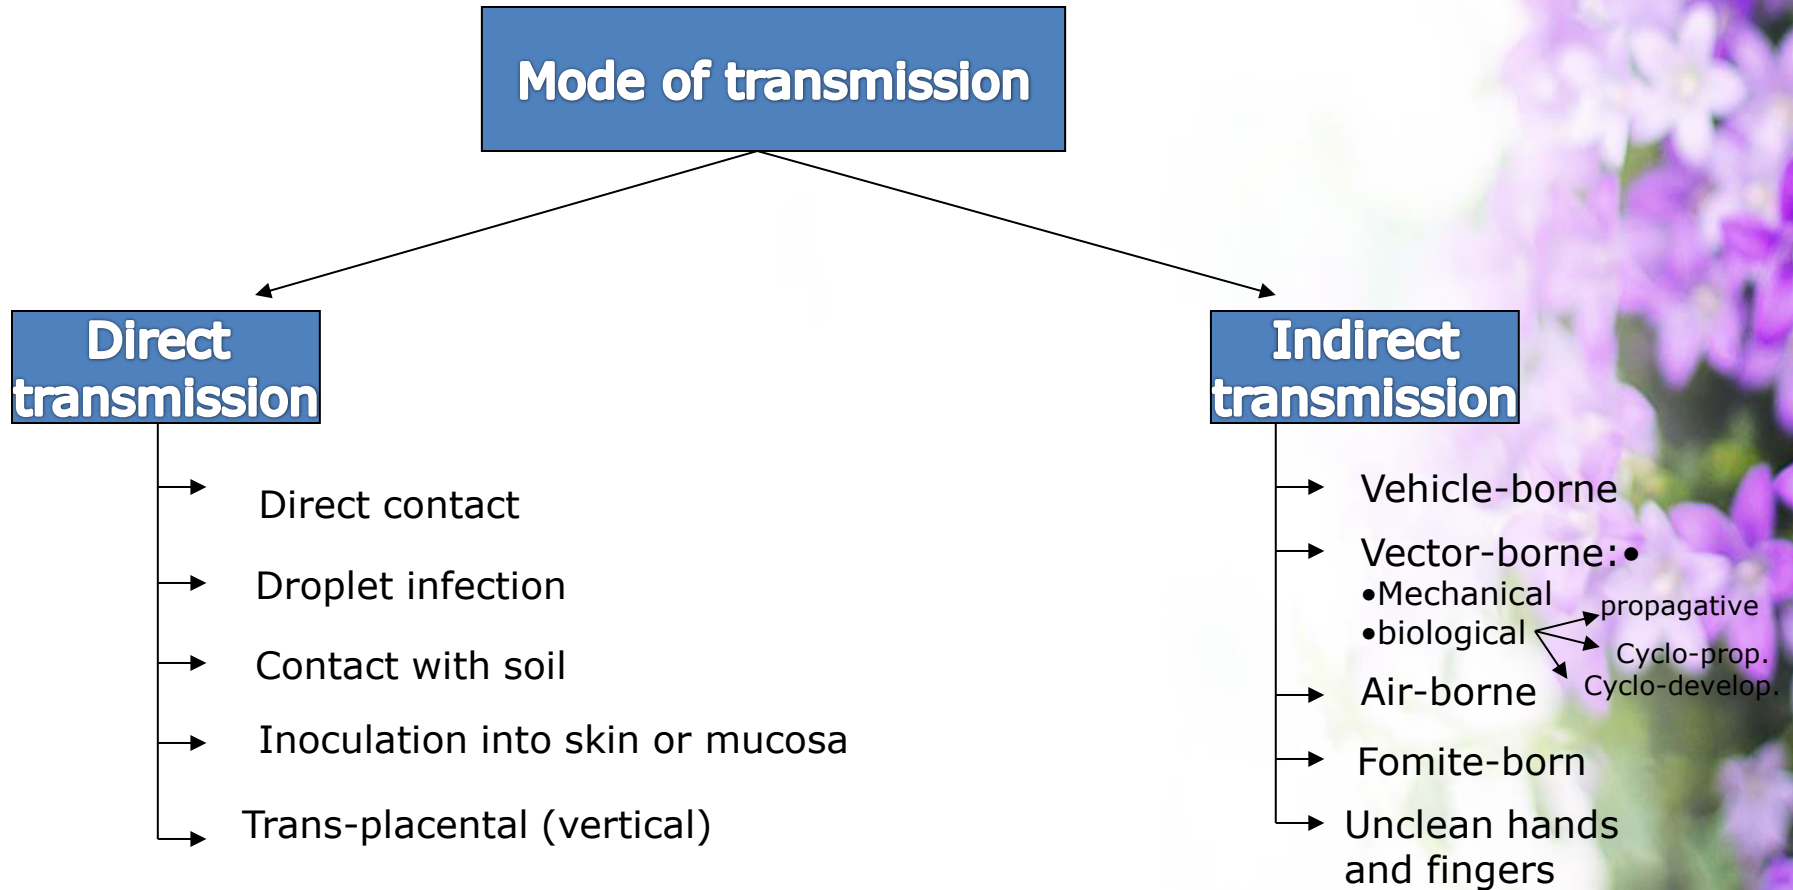 Mode of transmission
Direct
transmission
Direct contact
Droplet infection
Contact with soil
Inoculation into skin or mucosa
Trans-placental (vertical)
Indirect
transmission
Vehicle-borne
Vector-borne:•
•Mechanical
•biological
propagative
Cyclo-prop.
Cyclo-develop.
Air-borne
Fomite-born
Unclean hands
and fingers